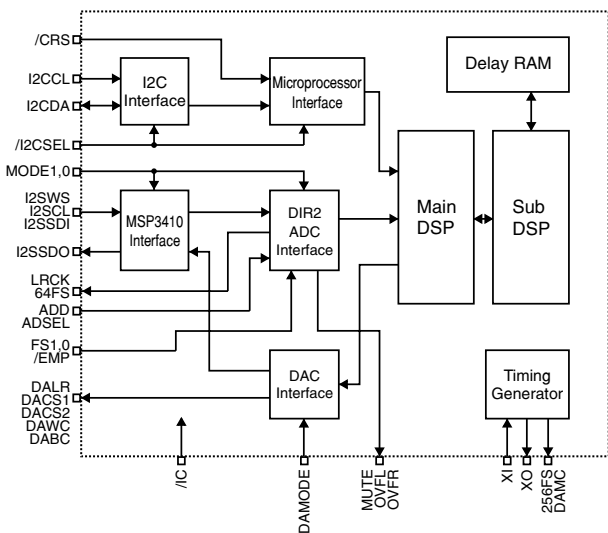 /CRS
I2CCL
I2CDA
/I2CSEL
MODE1,0
I2SWS
I2SCL
I2SSDI
I2SSDO
LRCK
64FS
ADD
ADSEL
FS1,0
/EMP
DALR
DACS1
DACS2
DAWC
DABC
I2C
Interface
Microprocessor
Interface
Delay RAM
MSP3410
Interface
DIR2
ADC
Interface
Main
DSP
Sub
DSP
DAC
Interface
Timing
Generator
/IC
DAMODE
MUTE
OVFL
OVFR
XI
XO
256FS
DAMC